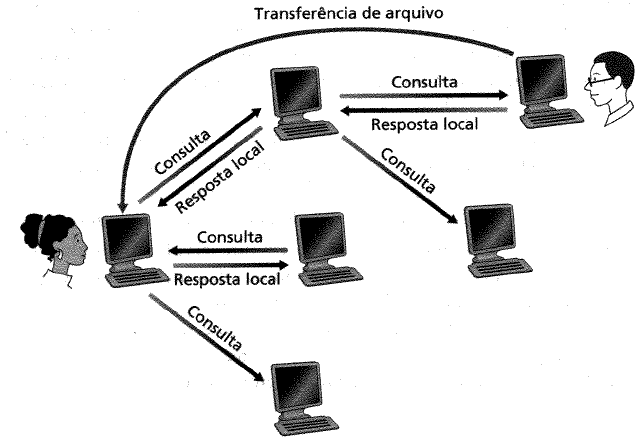 Transferência de arquivo
Consulta
Resposta local
Consulta
Resposta local
Consulta
Consulta
Resposta local
Consulta